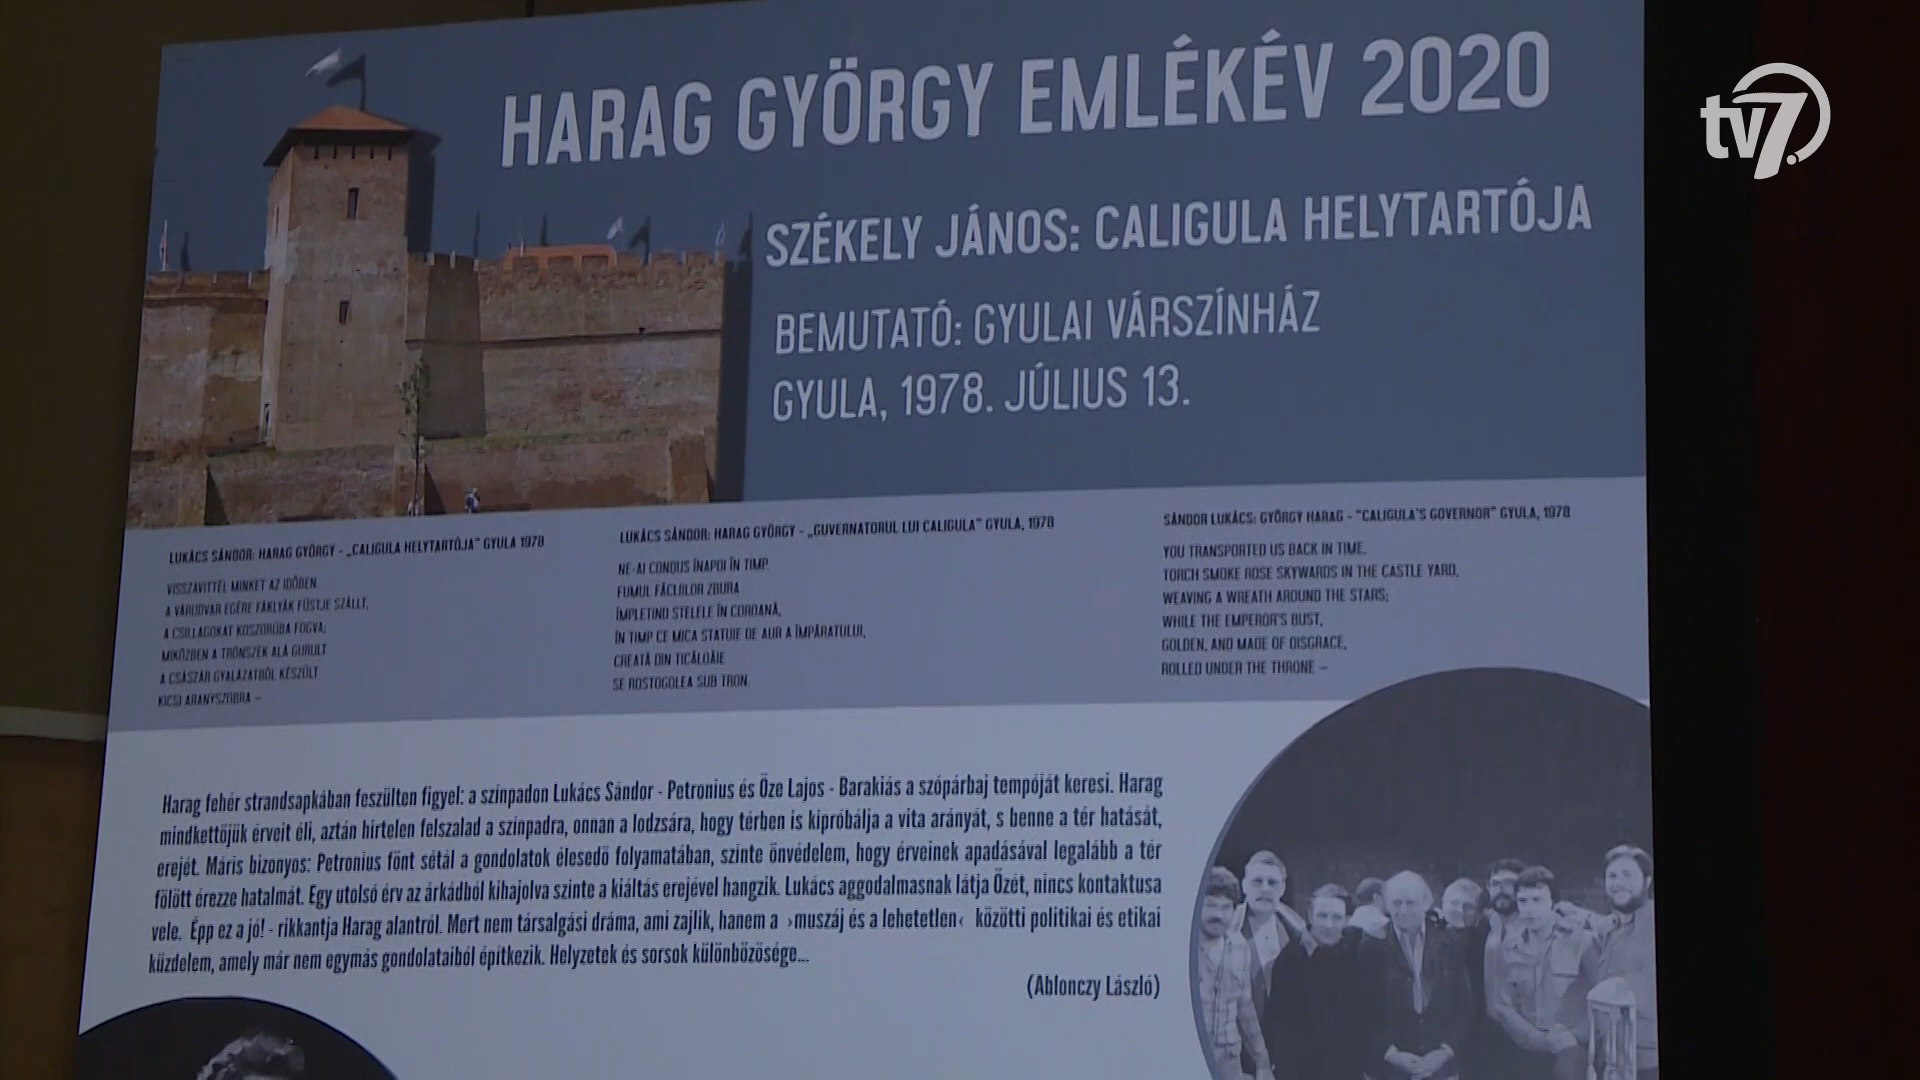 HARAG GYÖRGY EMLÉKÉV 2020
tv7.
SZÉKELY JÁNOS: CALIGULA HELYTARTÓJA
BEMUTATÓ: GYULAI VÁRSZÍNHÁZ
GYULA, 1978. JÚLIUS 13.
LUKÁCS SÁNDOR: HARAG GYÖRGY - „CALIGULA HELYTARTÓJA" GYULA 1978
VISSZAVITTÉL MINKET AZ IDŐBEN.
A VÁRUDVAR EGÉRE FÁKLYÁK FÜSTJE SZÁLLT,
A CSILLAGOKAT KOSZORÚBA FOGVA;
MIKÖZBEN A TRÓNSZÉK ALÁ GURULT
A CSÁSZÁR GYALÁZATBÓL KÉSZÜLT
KICSI ARANYSZOBRA –
LUKÁCS SÁNDOR: HARAG GYÖRGY - „GUVERNATORUL LUI CALIGULA" GYULA, 1978
NE-AI CONDUS ÎNAPOI ÎN TIMP.
FUMUL FĂCLIILOR ZBURA
ÎMPLETIND STELELE ÎN COROANĂ,
ÎN TIMP CE MICA STATUIE DE AUR A ÎMPĂRATULUI,
CREATĂ DIN TICĂLOĂIE
SE ROSTOGOLEA SUB TRON.
SÁNDOR LUKÁCS: GYÖRGY HARAG - "CALIGULA'S GOVERNOR" GYULA, 1978
YOU TRANSPORTED US BACK IN TIME.
TORCH SMOKE ROSE SKYWARDS IN THE CASTLE YARD,
WEAVING A WREATH AROUND THE STARS;
WHILE THE EMPEROR'S BUST,
GOLDEN, AND MADE OF DISGRACE,
ROLLED UNDER THE THRONE –
Harag fehér strandsapkában feszülten figyel: a színpadon Lukács Sándor - Petronius és Őze Lajos - Barakiás a szópárbaj tempóját keresi. Harag
mindkettőjük érveit éli, aztán hirtelen felszalad a színpadra, onnan a lodzsára, hogy térben is kipróbálja a vita arányát, s benne a tér hatását,
erejét. Máris bizonyos: Petronius fönt sétál a gondolatok élesedő folyamatában, szinte önvédelem, hogy érveinek apadásával legalább a tér
fölött érezze hatalmát. Egy utolsó érv az árkádból kihajolva szinte a kiáltás erejével hangzik. Lukács aggodalmasnak látja Őzét, nincs kontaktusa
vele. Épp ez a jó! - rikkantja Harag alantról. Mert nem társalgási dráma, ami zajlik, hanem a ›muszáj és a lehetetlen‹ közötti politikai és etikai
küzdelem, amely már nem egymás gondolataiból építkezik. Helyzetek és sorsok különbözősége...
(Ablonczy László)